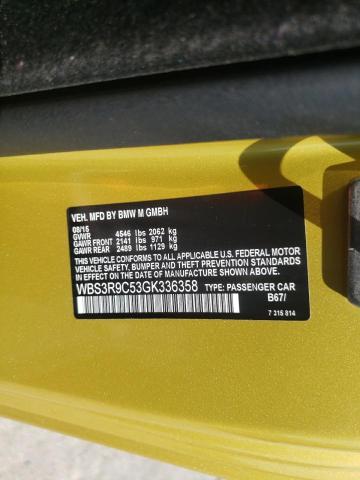 VEH. MFD BY BMW M GMBH
08/15
GVWR 4546 lbs 2062 kg
GAWR FRONT 2141 lbs 971 kg
GAWR REAR 2489 lbs 1129 kg
THIS VEHICLE CONFORMS TO ALL APPLICABLE U.S. FEDERAL MOTOR
VEHICLE SAFETY, BUMPER AND THEFT PREVENTION STANDARDS
IN EFFECT ON THE DATE OF MANUFACTURE SHOWN ABOVE.
WBS3R9C53GK336358 TYPE: PASSENGER CAR
B67/
7 315 814